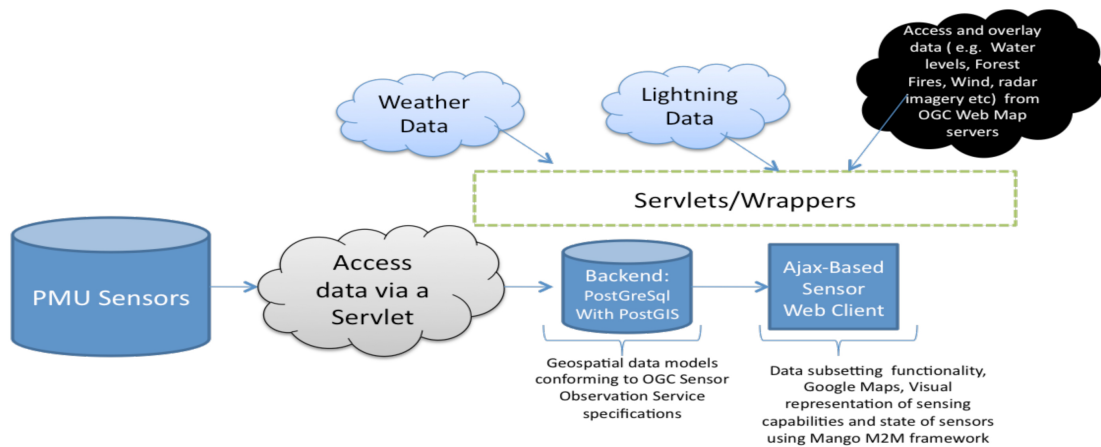 Access and overlay
data ( e.g. Water
levels, Forest
Fires, Wind, radar
imagery etc) from
OGC Web Map
servers
Weather
Data
Lightning
Data
Servlets/Wrappers
PMU Sensors
Access
data via a
Servlet
Backend:
PostGreSql
With PostGIS
Ajax-Based
Sensor
Web Client
Geospatial data models
conforming to OGC Sensor
Observation Service
specifications
Data subsetting functionality,
Google Maps, Visual
representation of sensing
capabilities and state of sensors
using Mango M2M framework